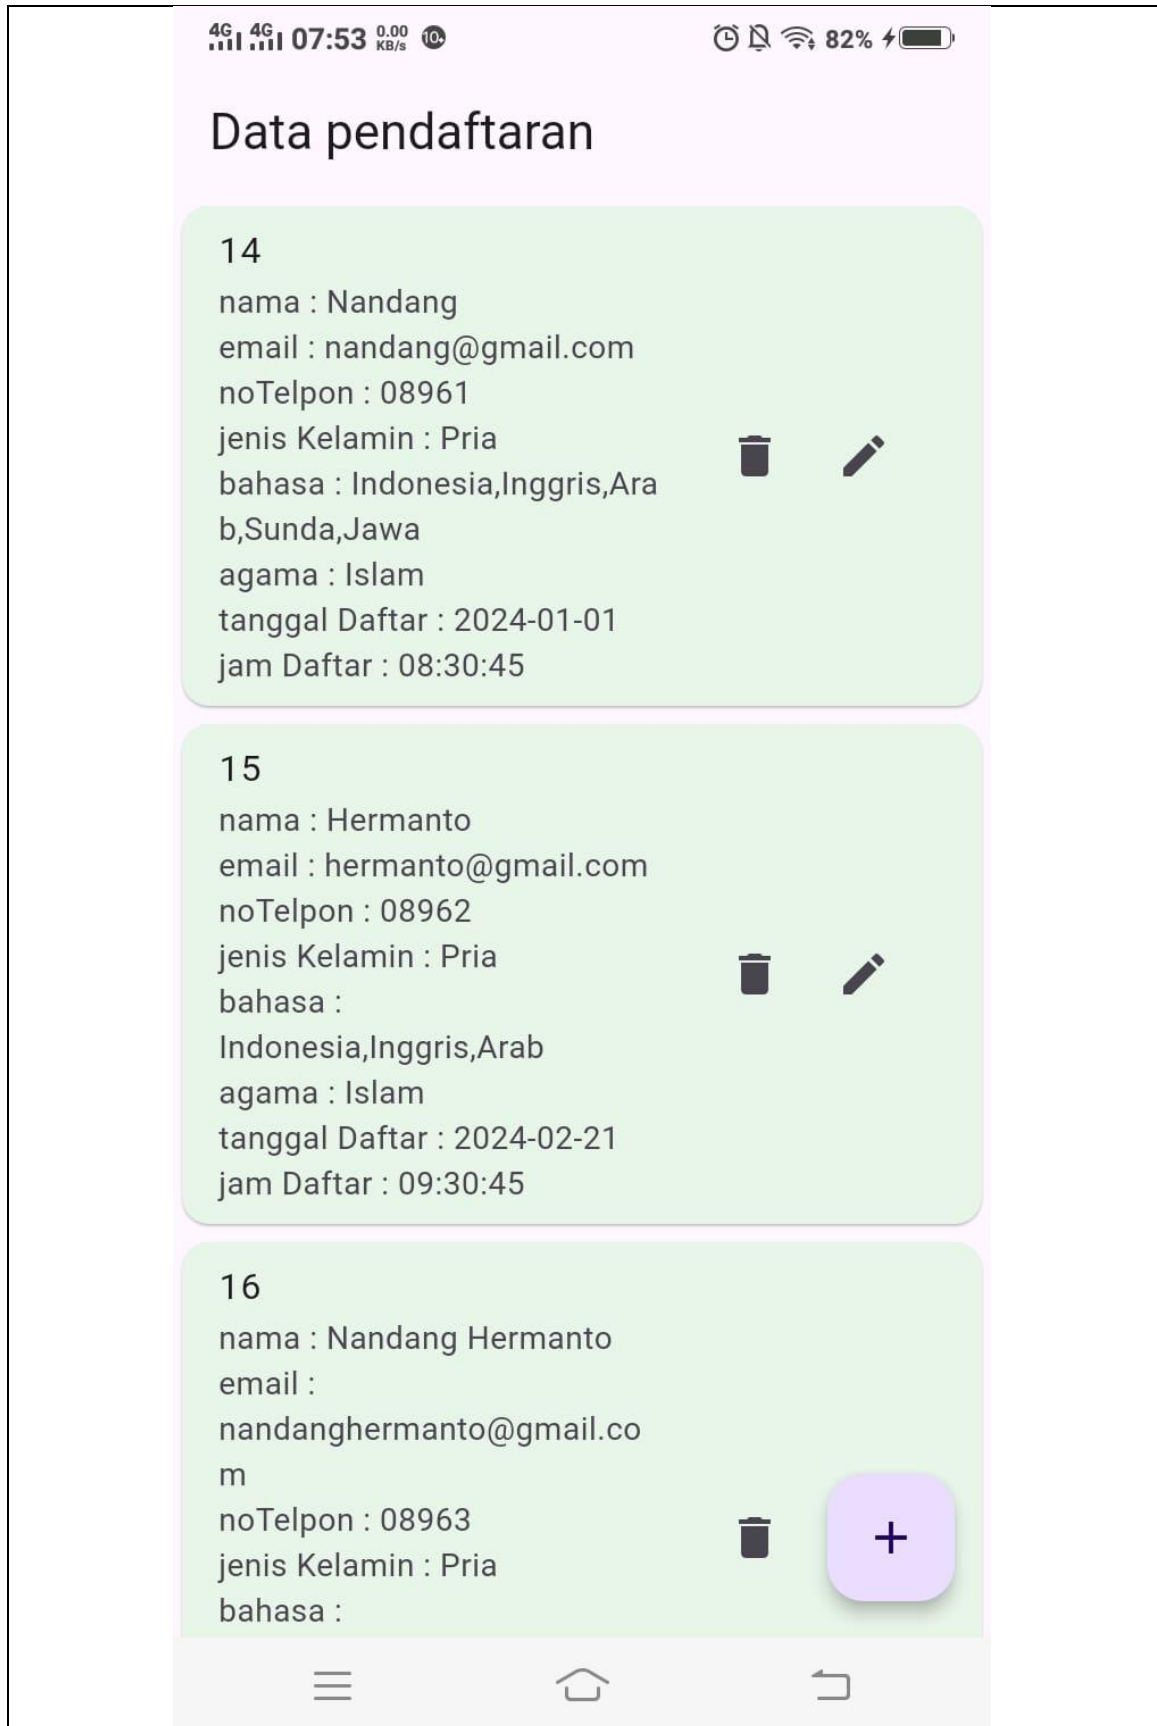 4G 4G 07:53 0.00 KB/s 10+ 82%
Data pendaftaran
14
nama : Nandang
email : nandang@gmail.com
noTelpon : 08961
jenis Kelamin : Pria
bahasa : Indonesia,Inggris,Ara
b,Sunda,Jawa
agama : Islam
tanggal Daftar : 2024-01-01
jam Daftar : 08:30:45
15
nama : Hermanto
email : hermanto@gmail.com
noTelpon : 08962
jenis Kelamin : Pria
bahasa :
Indonesia,Inggris,Arab
agama : Islam
tanggal Daftar : 2024-02-21
jam Daftar : 09:30:45
16
nama : Nandang Hermanto
email :
nandanghermanto@gmail.co
m
noTelpon : 08963
jenis Kelamin : Pria
bahasa :
+